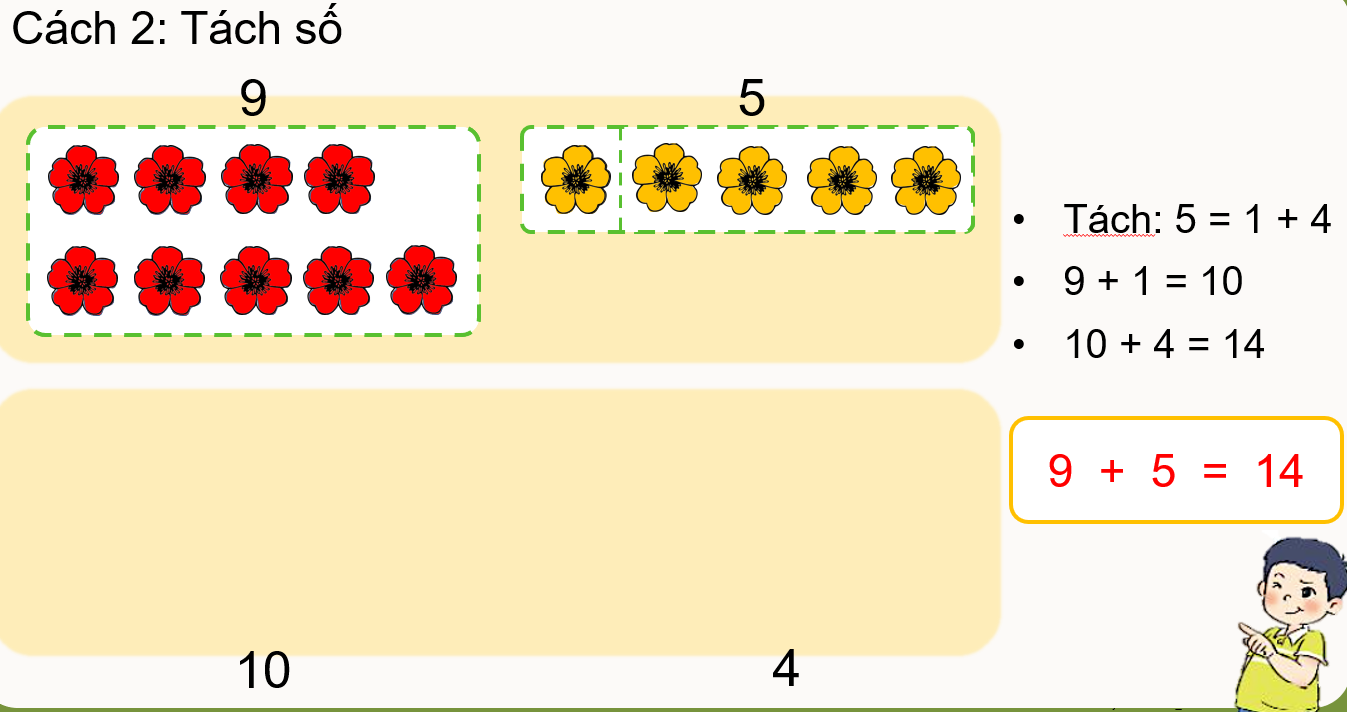 Cách 2: Tách số
9
5
• Tách: 5 = 1 + 4
• 9 + 1 = 10
• 10 + 4 = 14
9 + 5 = 14
10
4